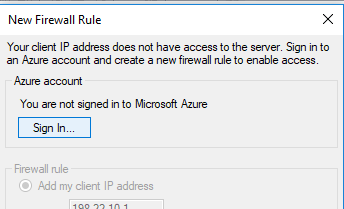 New Firewall Rule
Your client IP address does not have access to the server. Sign in to
an Azure account and create a new firewall rule to enable access.
Azure account
You are not signed in to Microsoft Azure
Sign In...
Firewall rule
Add my client IP address
198.22.10.1